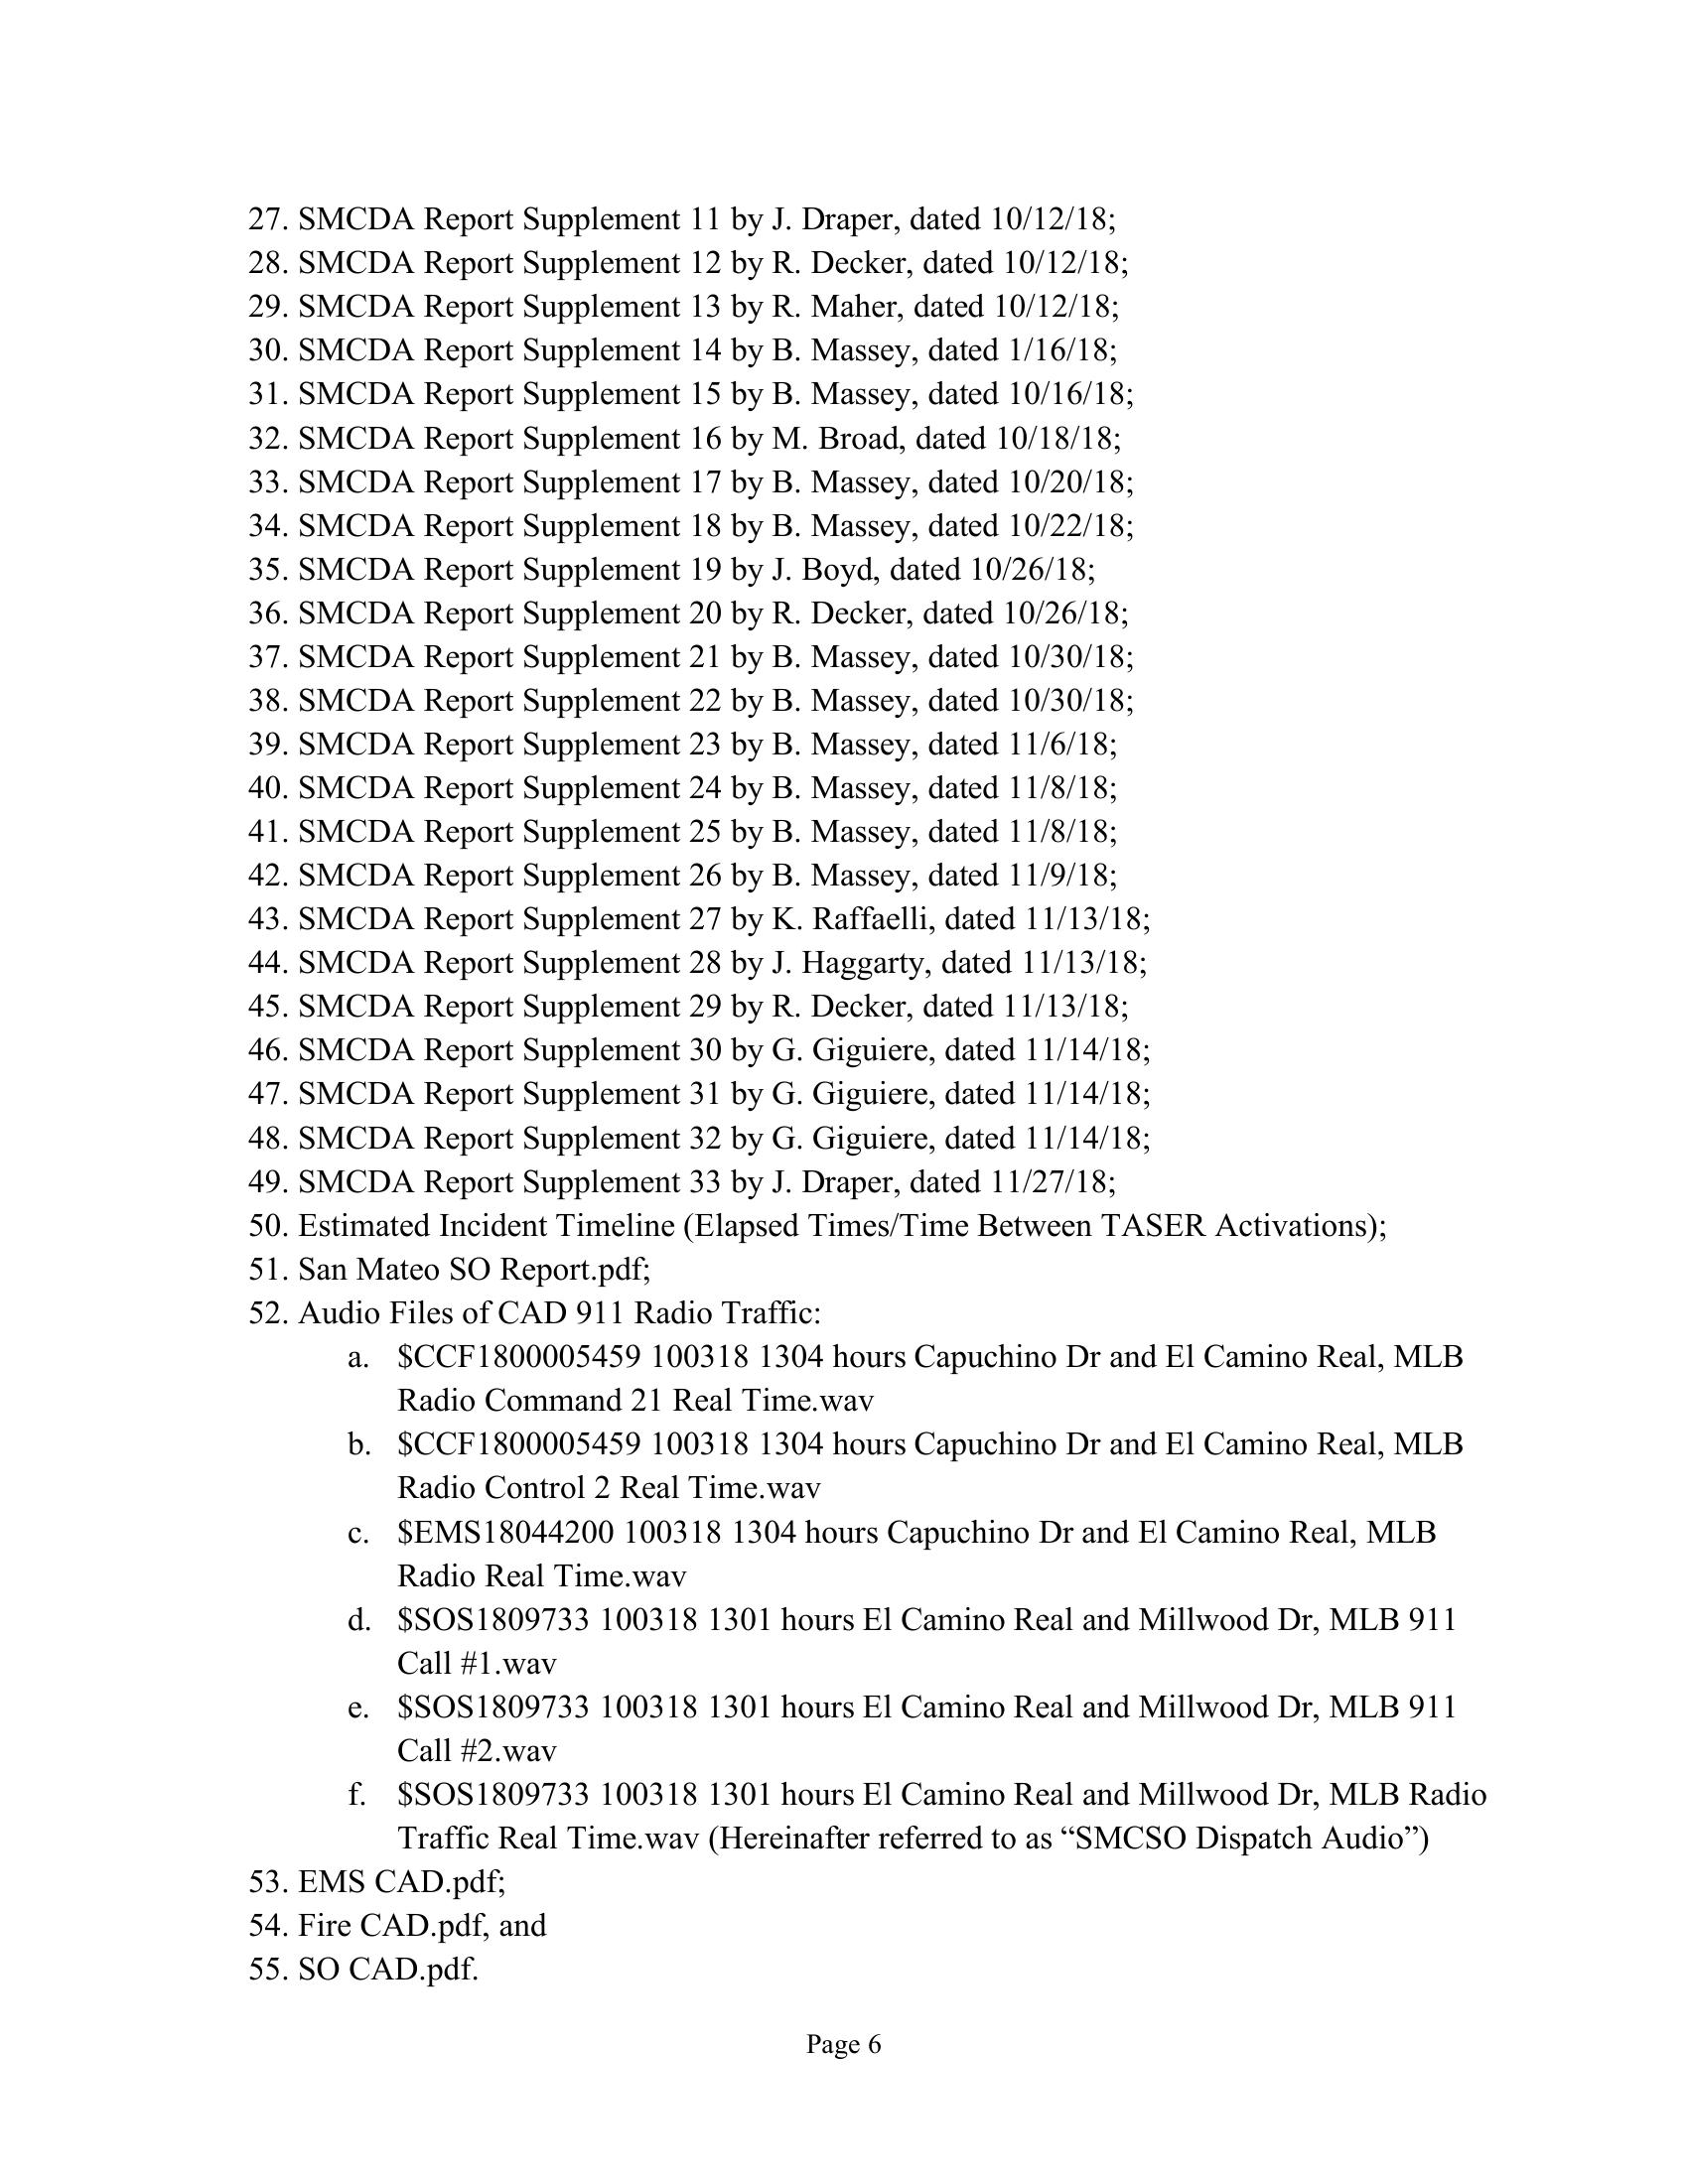 27. SMCDA Report Supplement 11 by J. Draper, dated 10/12/18;
28. SMCDA Report Supplement 12 by R. Decker, dated 10/12/18;
29. SMCDA Report Supplement 13 by R. Maher, dated 10/12/18;
30. SMCDA Report Supplement 14 by B. Massey, dated 1/16/18;
31. SMCDA Report Supplement 15 by B. Massey, dated 10/16/18;
32. SMCDA Report Supplement 16 by M. Broad, dated 10/18/18;
33. SMCDA Report Supplement 17 by B. Massey, dated 10/20/18;
34. SMCDA Report Supplement 18 by B. Massey, dated 10/22/18;
35. SMCDA Report Supplement 19 by J. Boyd, dated 10/26/18;
36. SMCDA Report Supplement 20 by R. Decker, dated 10/26/18;
37. SMCDA Report Supplement 21 by B. Massey, dated 10/30/18;
38. SMCDA Report Supplement 22 by B. Massey, dated 10/30/18;
39. SMCDA Report Supplement 23 by B. Massey, dated 11/6/18;
40. SMCDA Report Supplement 24 by B. Massey, dated 11/8/18;
41. SMCDA Report Supplement 25 by B. Massey, dated 11/8/18;
42. SMCDA Report Supplement 26 by B. Massey, dated 11/9/18;
43. SMCDA Report Supplement 27 by K. Raffaelli, dated 11/13/18;
44. SMCDA Report Supplement 28 by J. Haggarty, dated 11/13/18;
45. SMCDA Report Supplement 29 by R. Decker, dated 11/13/18;
46. SMCDA Report Supplement 30 by G. Giguiere, dated 11/14/18;
47. SMCDA Report Supplement 31 by G. Giguiere, dated 11/14/18;
48. SMCDA Report Supplement 32 by G. Giguiere, dated 11/14/18;
49. SMCDA Report Supplement 33 by J. Draper, dated 11/27/18;
50. Estimated Incident Timeline (Elapsed Times/Time Between TASER Activations);
51. San Mateo SO Report.pdf;
52. Audio Files of CAD 911 Radio Traffic:
a. $CCF1800005459 100318 1304 hours Capuchino Dr and El Camino Real, MLB
Radio Command 21 Real Time.wav
b. $CCF1800005459 100318 1304 hours Capuchino Dr and El Camino Real, MLB
Radio Control 2 Real Time.wav
c. $EMS18044200 100318 1304 hours Capuchino Dr and El Camino Real, MLB
Radio Real Time.wav
d. $SOS1809733 100318 1301 hours El Camino Real and Millwood Dr, MLB 911
Call #1.wav
e. $SOS1809733 100318 1301 hours El Camino Real and Millwood Dr, MLB 911
Call #2.wav
f. $SOS1809733 100318 1301 hours El Camino Real and Millwood Dr, MLB Radio
Traffic Real Time.wav (Hereinafter referred to as “SMCSO Dispatch Audio”)
53. EMS CAD.pdf;
54. Fire CAD.pdf, and
55. SO CAD.pdf.
Page 6